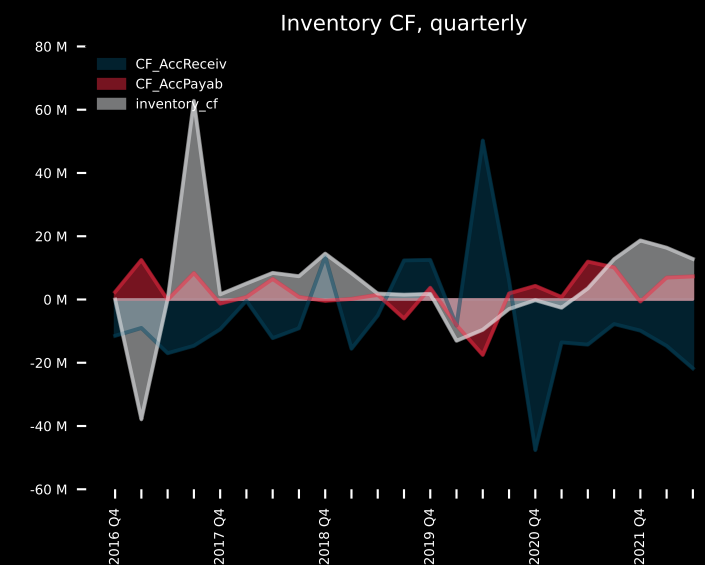 Inventory CF, quarterly
80 M
60 M
40 M
20 M
0 M
-20 M
-40 M
-60 M
CF_AccReceiv
CF_AccPayab
inventory_cf
2016 Q4
2017 Q4
2018 Q4
2019 Q4
2020 Q4
2021 Q4